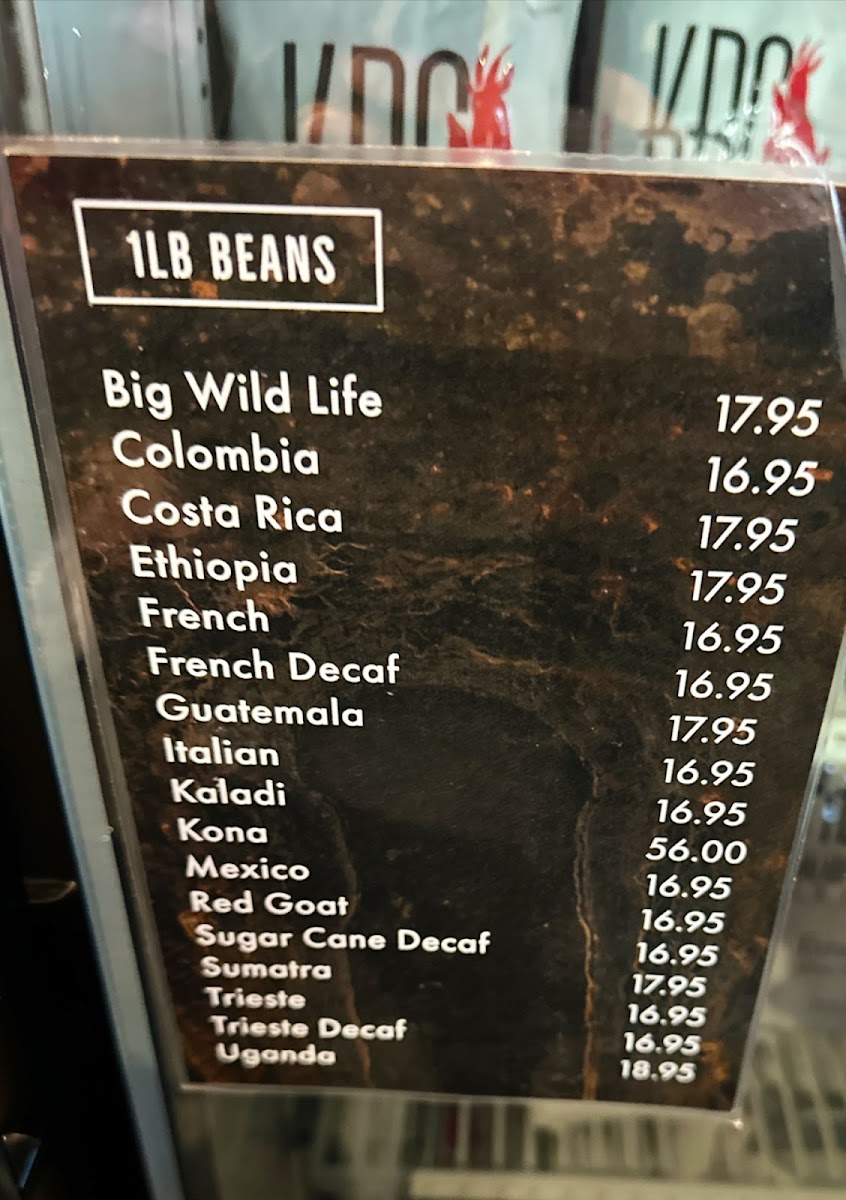 KDC
KDC
1LB BEANS
Big Wild Life 17.95
Colombia 16.95
Costa Rica 17.95
Ethiopia 17.95
French 16.95
French Decaf 16.95
Guatemala 17.95
Italian 16.95
Kaladi 16.95
Kona 56.00
Mexico 16.95
Red Goat 16.95
Sugar Cane Decaf 16.95
Sumatra 17.95
Trieste 16.95
Trieste Decaf 16.95
Uganda 18.95